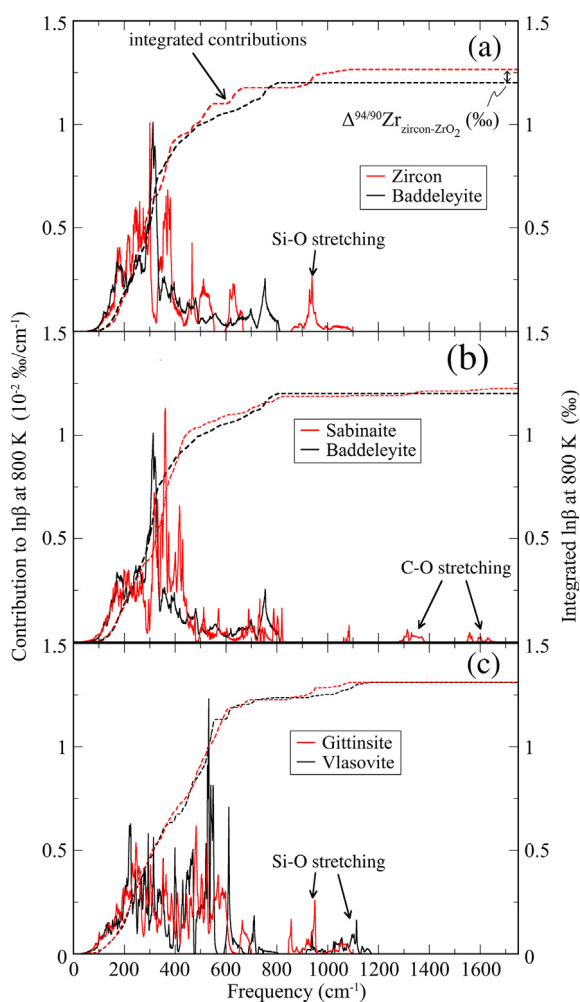 1.5
1.5
(a)
integrated contributions
Δ94/90Zrzircon-ZrO2 (‰)
1
1
Zircon
Baddeleyite
0.5
0.5
Si-O stretching
1.5
1.5
(b)
Sabinaite
Baddeleyite
1
1
0.5
0.5
C-O stretching
1.5
1.5
(c)
Gittinsite
Vlasovite
1
1
0.5
0.5
Si-O stretching
0
0
0 200 400 600 800 1000 1200 1400 1600
Frequency (cm-1)
Contribution to lnβ at 800 K (10-2 ‰/cm-1)
Integrated lnβ at 800 K (‰)